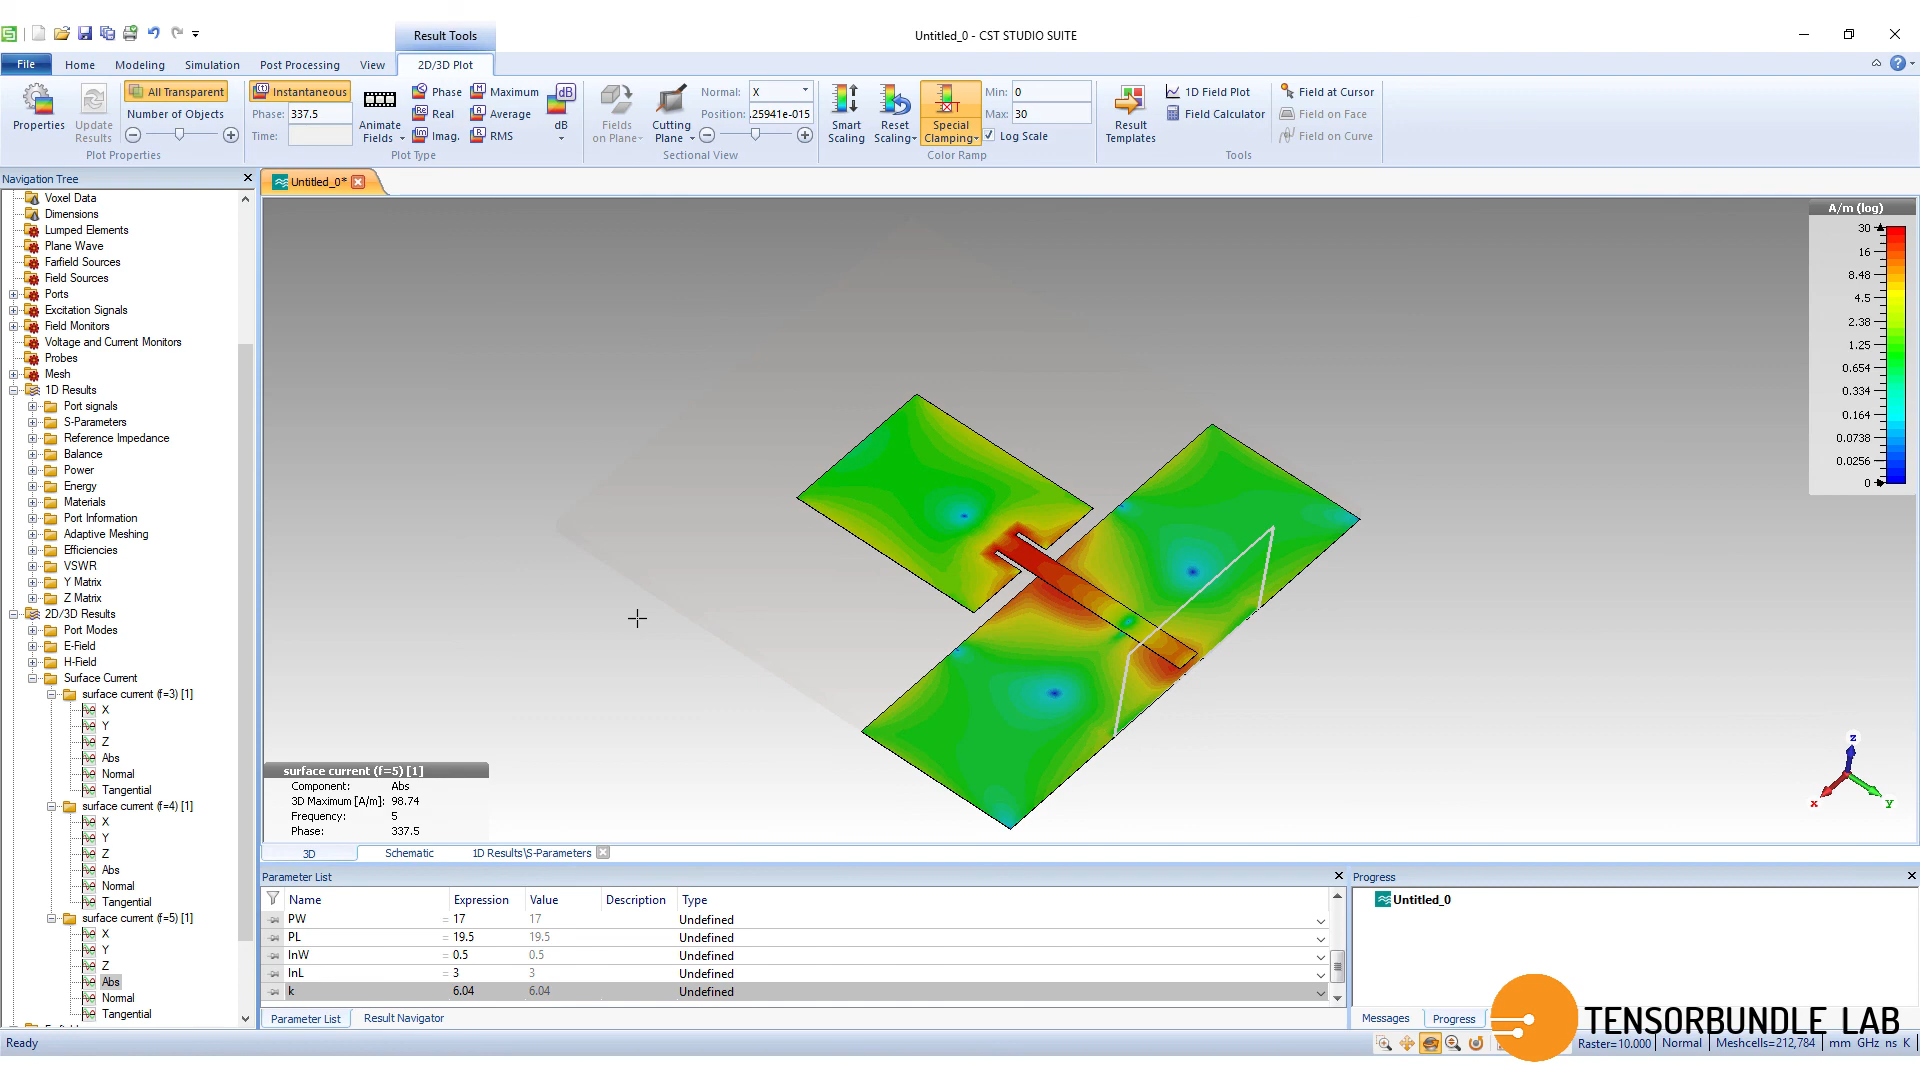 Result Tools
Untitled_0 - CST STUDIO SUITE
File Home Modeling Simulation Post Processing View 2D/3D Plot
Properties
Update Results
All Transparent
Number of Objects
Plot Properties
Instantaneous
Phase: 337.5
Time:
Animate Fields
Phase
Real
Imag.
Maximum
Average
RMS
dB
dB
Plot Type
Fields on Plane
Cutting Plane
Normal: X
Position: .25941e-015
Sectional View
Smart Scaling
Reset Scaling
Special Clamping
Min: 0
Max: 30
Log Scale
Color Ramp
Result Templates
1D Field Plot
Field Calculator
Field at Cursor
Field on Face
Field on Curve
Tools
Navigation Tree
Untitled_0*
Voxel Data
Dimensions
Lumped Elements
Plane Wave
Farfield Sources
Field Sources
Ports
Excitation Signals
Field Monitors
Voltage and Current Monitors
Probes
Mesh
1D Results
Port signals
S-Parameters
Reference Impedance
Balance
Power
Energy
Materials
Port Information
Adaptive Meshing
Efficiencies
VSWR
Y Matrix
Z Matrix
2D/3D Results
Port Modes
E-Field
H-Field
Surface Current
surface current (f=3) [1]
X
Y
Z
Abs
Normal
Tangential
surface current (f=4) [1]
X
Y
Z
Abs
Normal
Tangential
surface current (f=5) [1]
X
Y
Z
Abs
Normal
Tangential
A/m (log)
30
16
8.48
4.5
2.38
1.25
0.654
0.334
0.164
0.0738
0.0256
0
z
x
y
surface current (f=5) [1]
Component: Abs
3D Maximum [A/m]: 98.74
Frequency: 5
Phase: 337.5
3D Schematic 1D Results\S-Parameters
Parameter List
Name Expression Value Description Type
PW = 17 17 Undefined
PL = 19.5 19.5 Undefined
InW = 0.5 0.5 Undefined
InL = 3 3 Undefined
k 6.04 6.04 Undefined
Parameter List Result Navigator
Progress
Untitled_0
Messages Progress
TENSORBUNDLE LAB
Ready
Raster=10.000 Normal Meshcells=212,784 mm GHz ns K